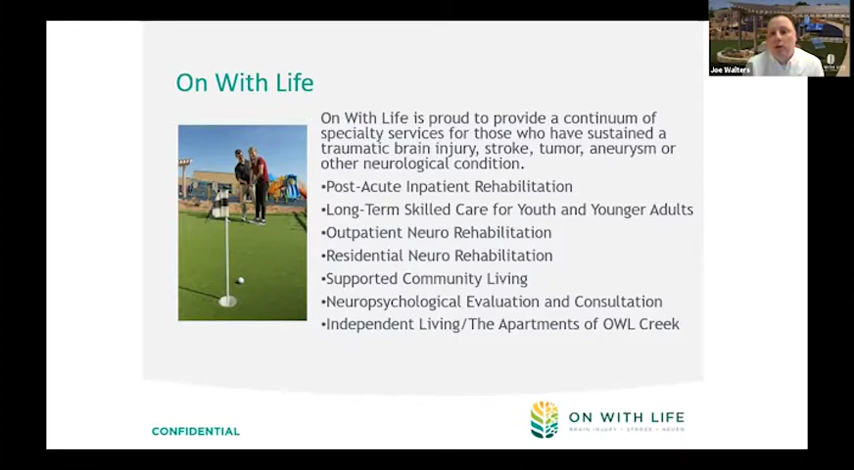 Joe Walters
On With Life
On With Life is proud to provide a continuum of
specialty services for those who have sustained a
traumatic brain injury, stroke, tumor, aneurysm or
other neurological condition.
•Post-Acute Inpatient Rehabilitation
•Long-Term Skilled Care for Youth and Younger Adults
•Outpatient Neuro Rehabilitation
•Residential Neuro Rehabilitation
•Supported Community Living
•Neuropsychological Evaluation and Consultation
•Independent Living/The Apartments of OWL Creek
CONFIDENTIAL
ON WITH LIFE
BRAIN INJURY • STROKE • NEURO